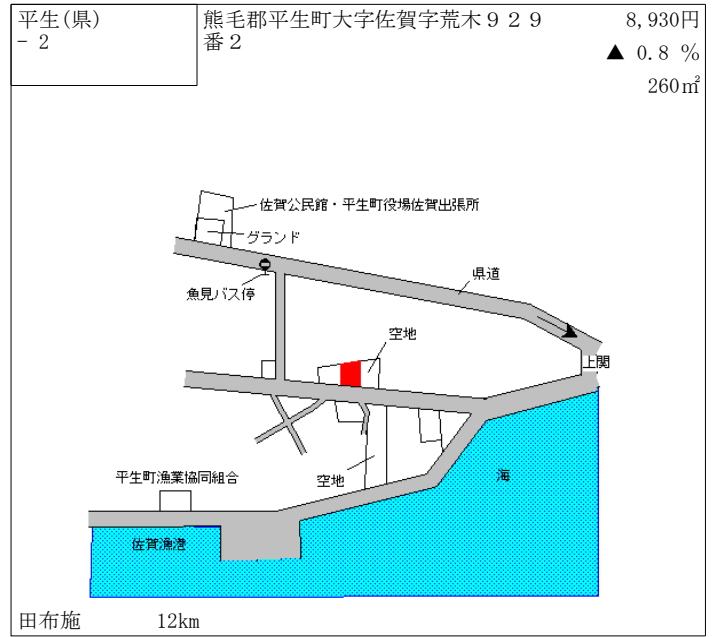 平生(県)
- 2
熊毛郡平生町大字佐賀字荒木９２９
番２
8,930円
▲ 0.8 %
260㎡
佐賀公民館・平生町役場佐賀出張所
グランド
県道
魚見バス停
空地
上関
空地
海
平生町漁業協同組合
佐賀漁港
田布施 12km